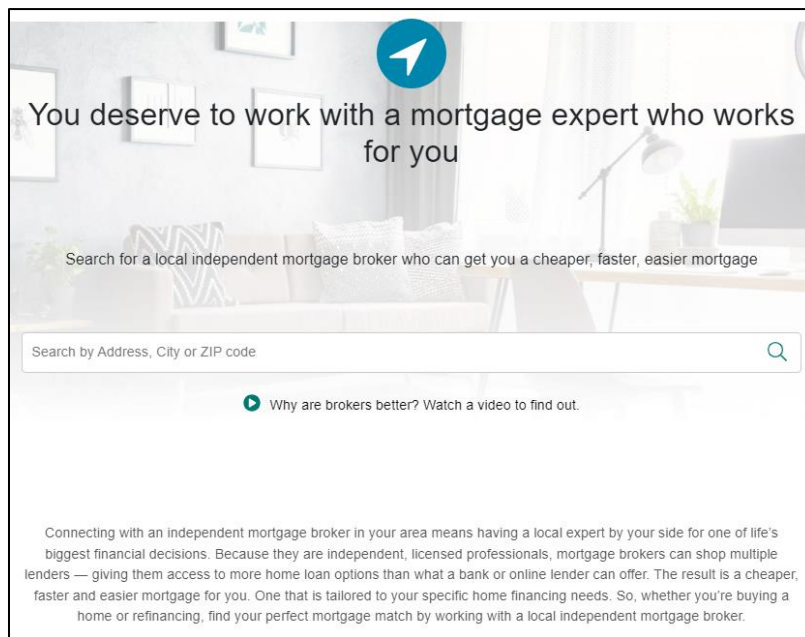 You deserve to work with a mortgage expert who works
for you
Search for a local independent mortgage broker who can get you a cheaper, faster, easier mortgage
Search by Address, City or ZIP code
Why are brokers better? Watch a video to find out.
Connecting with an independent mortgage broker in your area means having a local expert by your side for one of life's
biggest financial decisions. Because they are independent, licensed professionals, mortgage brokers can shop multiple
lenders — giving them access to more home loan options than what a bank or online lender can offer. The result is a cheaper,
faster and easier mortgage for you. One that is tailored to your specific home financing needs. So, whether you're buying a
home or refinancing, find your perfect mortgage match by working with a local independent mortgage broker.